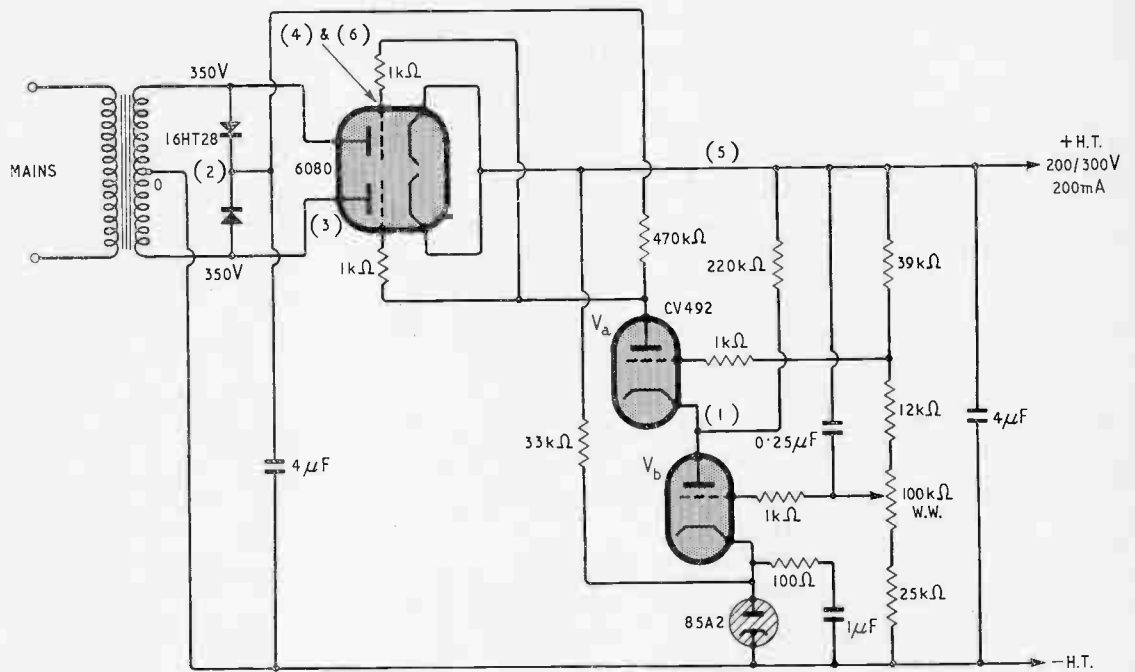 (4) & (6)
350V
1kΩ
16HT28
(5)
+ H.T.
200/300V
200mA
MAINS
(2)
O
6080
(3)
470kΩ
220kΩ
39kΩ
350V
1kΩ
CV492
Va
1kΩ
(1)
12kΩ
33kΩ
0·25μF
4μF
4μF
Vb
100kΩ
W.W.
1kΩ
100Ω
25kΩ
85A2
1μF
—H.T.